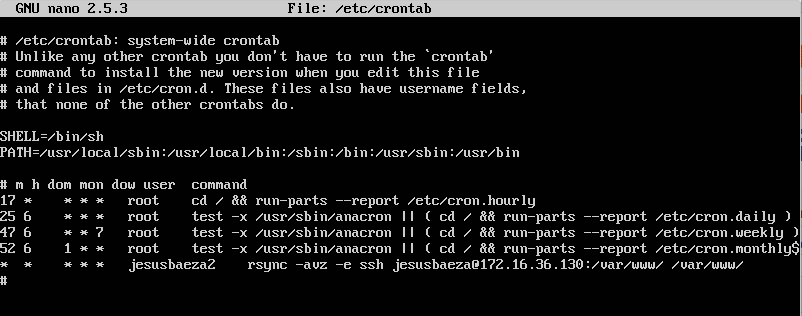 GNU nano 2.5.3 File: /etc/crontab
# /etc/crontab: system-wide crontab
# Unlike any other crontab you don't have to run the `crontab'
# command to install the new version when you edit this file
# and files in /etc/cron.d. These files also have username fields,
# that none of the other crontabs do.
SHELL=/bin/sh
PATH=/usr/local/sbin:/usr/local/bin:/sbin:/bin:/usr/sbin:/usr/bin
# m h dom mon dow user command
17 * * * * root cd / && run-parts --report /etc/cron.hourly
25 6 * * * root test -x /usr/sbin/anacron || ( cd / && run-parts --report /etc/cron.daily )
47 6 * * 7 root test -x /usr/sbin/anacron || ( cd / && run-parts --report /etc/cron.weekly )
52 6 1 * * root test -x /usr/sbin/anacron || ( cd / && run-parts --report /etc/cron.monthly$
* * * * * jesusbaeza2 rsync -avz -e ssh jesusbaeza@172.16.36.130:/var/www/ /var/www/
#